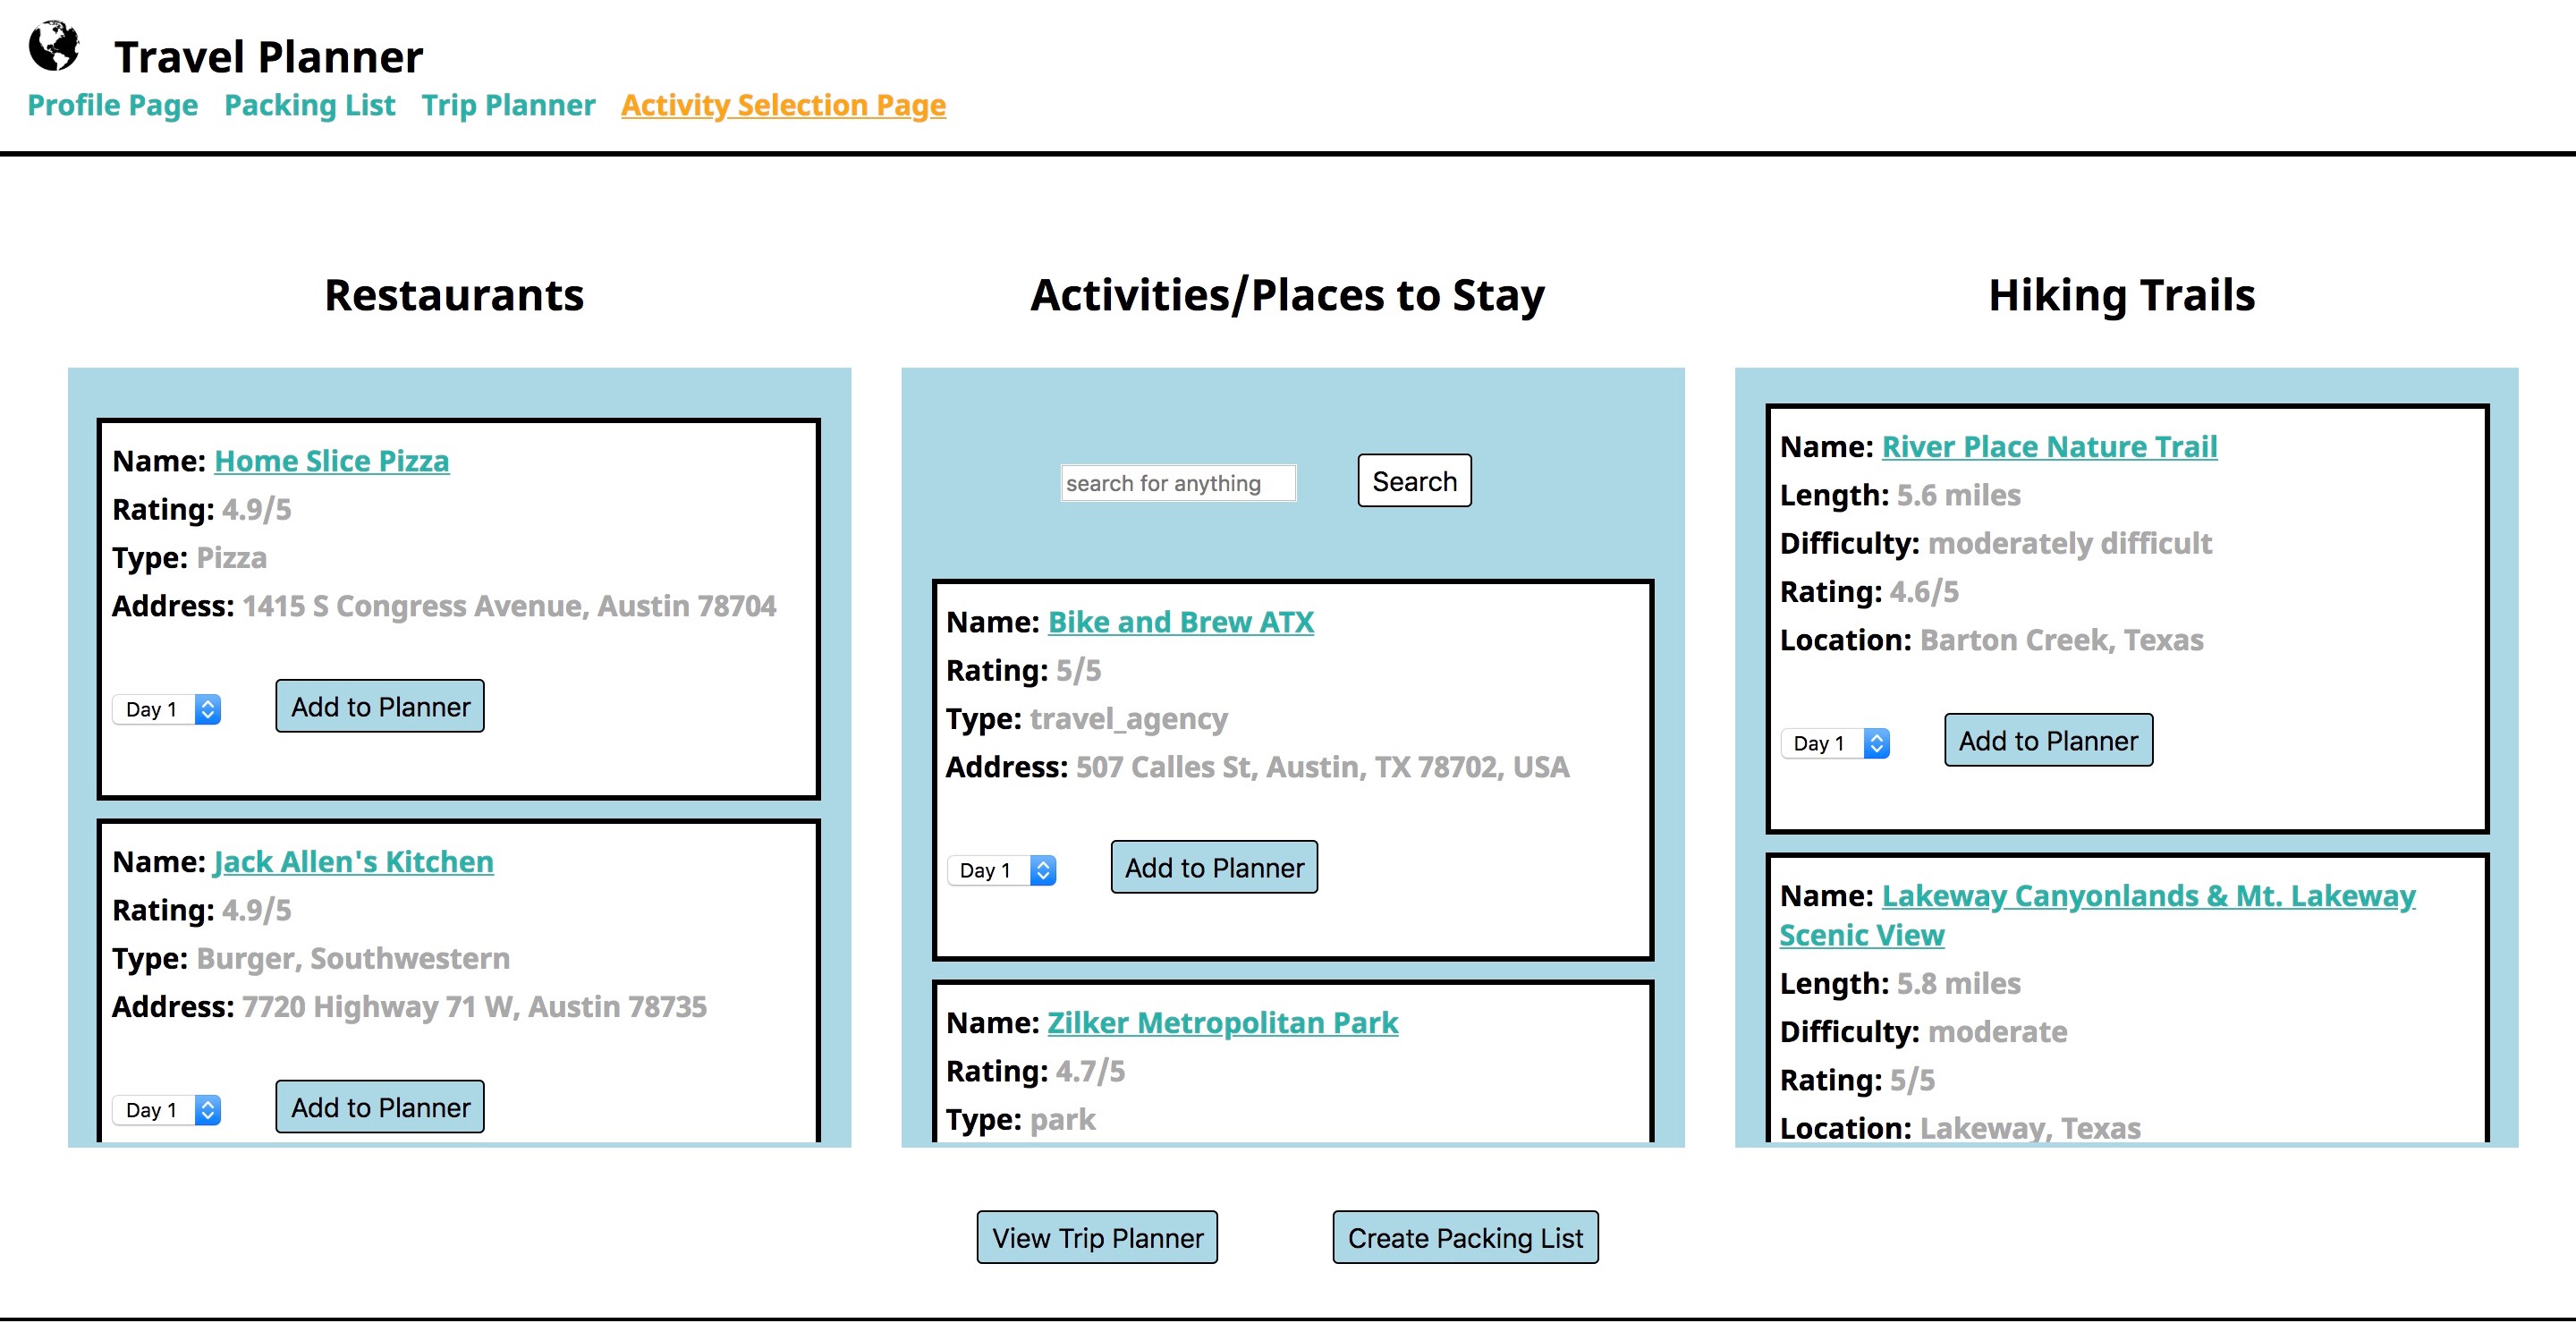 Travel Planner
Profile Page Packing List Trip Planner Activity Selection Page
Restaurants
Name: Home Slice Pizza
Rating: 4.9/5
Type: Pizza
Address: 1415 S Congress Avenue, Austin 78704
Day 1 Add to Planner
Name: Jack Allen's Kitchen
Rating: 4.9/5
Type: Burger, Southwestern
Address: 7720 Highway 71 W, Austin 78735
Day 1 Add to Planner
Activities/Places to Stay
search for anything Search
Name: Bike and Brew ATX
Rating: 5/5
Type: travel_agency
Address: 507 Calles St, Austin, TX 78702, USA
Day 1 Add to Planner
Name: Zilker Metropolitan Park
Rating: 4.7/5
Type: park
Hiking Trails
Name: River Place Nature Trail
Length: 5.6 miles
Difficulty: moderately difficult
Rating: 4.6/5
Location: Barton Creek, Texas
Day 1 Add to Planner
Name: Lakeway Canyonlands & Mt. Lakeway
Scenic View
Length: 5.8 miles
Difficulty: moderate
Rating: 5/5
Location: Lakeway, Texas
View Trip Planner Create Packing List